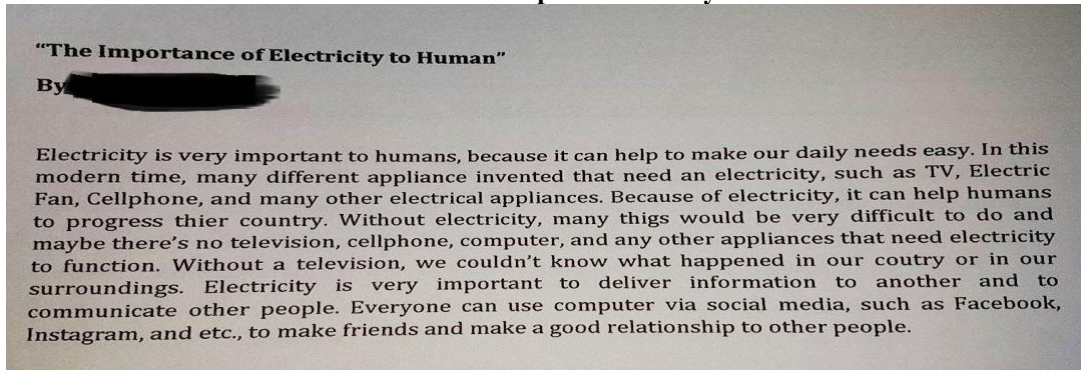 “The Importance of Electricity to Human”
By
Electricity is very important to humans, because it can help to make our daily needs easy. In this
modern time, many different appliance invented that need an electricity, such as TV, Electric
Fan, Cellphone, and many other electrical appliances. Because of electricity, it can help humans
to progress thier country. Without electricity, many thigs would be very difficult to do and
maybe there’s no television, cellphone, computer, and any other appliances that need electricity
to function. Without a television, we couldn’t know what happened in our coutry or in our
surroundings. Electricity is very important to deliver information to another and to
communicate other people. Everyone can use computer via social media, such as Facebook,
Instagram, and etc., to make friends and make a good relationship to other people.